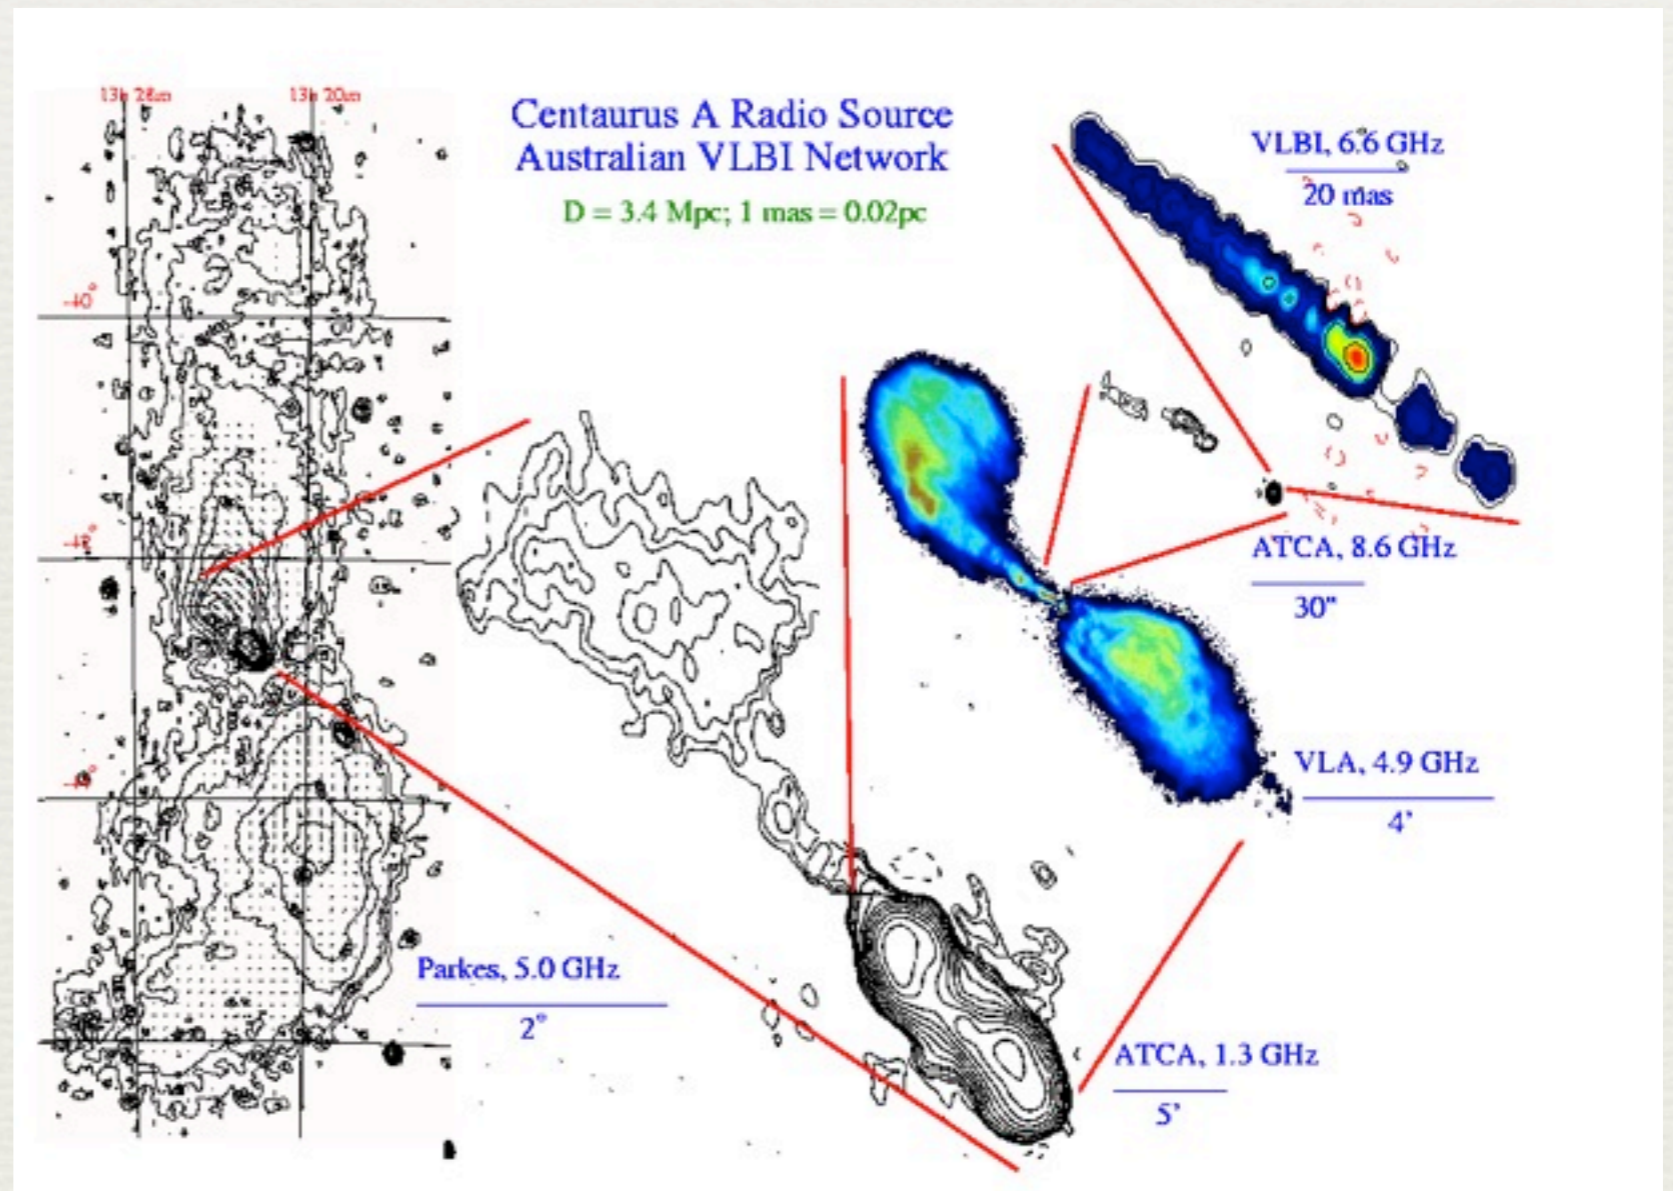 13h 28m
13h 20m
Centaurus A Radio Source
Australian VLBI Network
D = 3.4 Mpc; 1 mas = 0.02pc
VLBI, 6.6 GHz
20 mas
-40°
ATCA, 8.6 GHz
30"
VLA, 4.9 GHz
4'
Parkes, 5.0 GHz
2°
ATCA, 1.3 GHz
5'